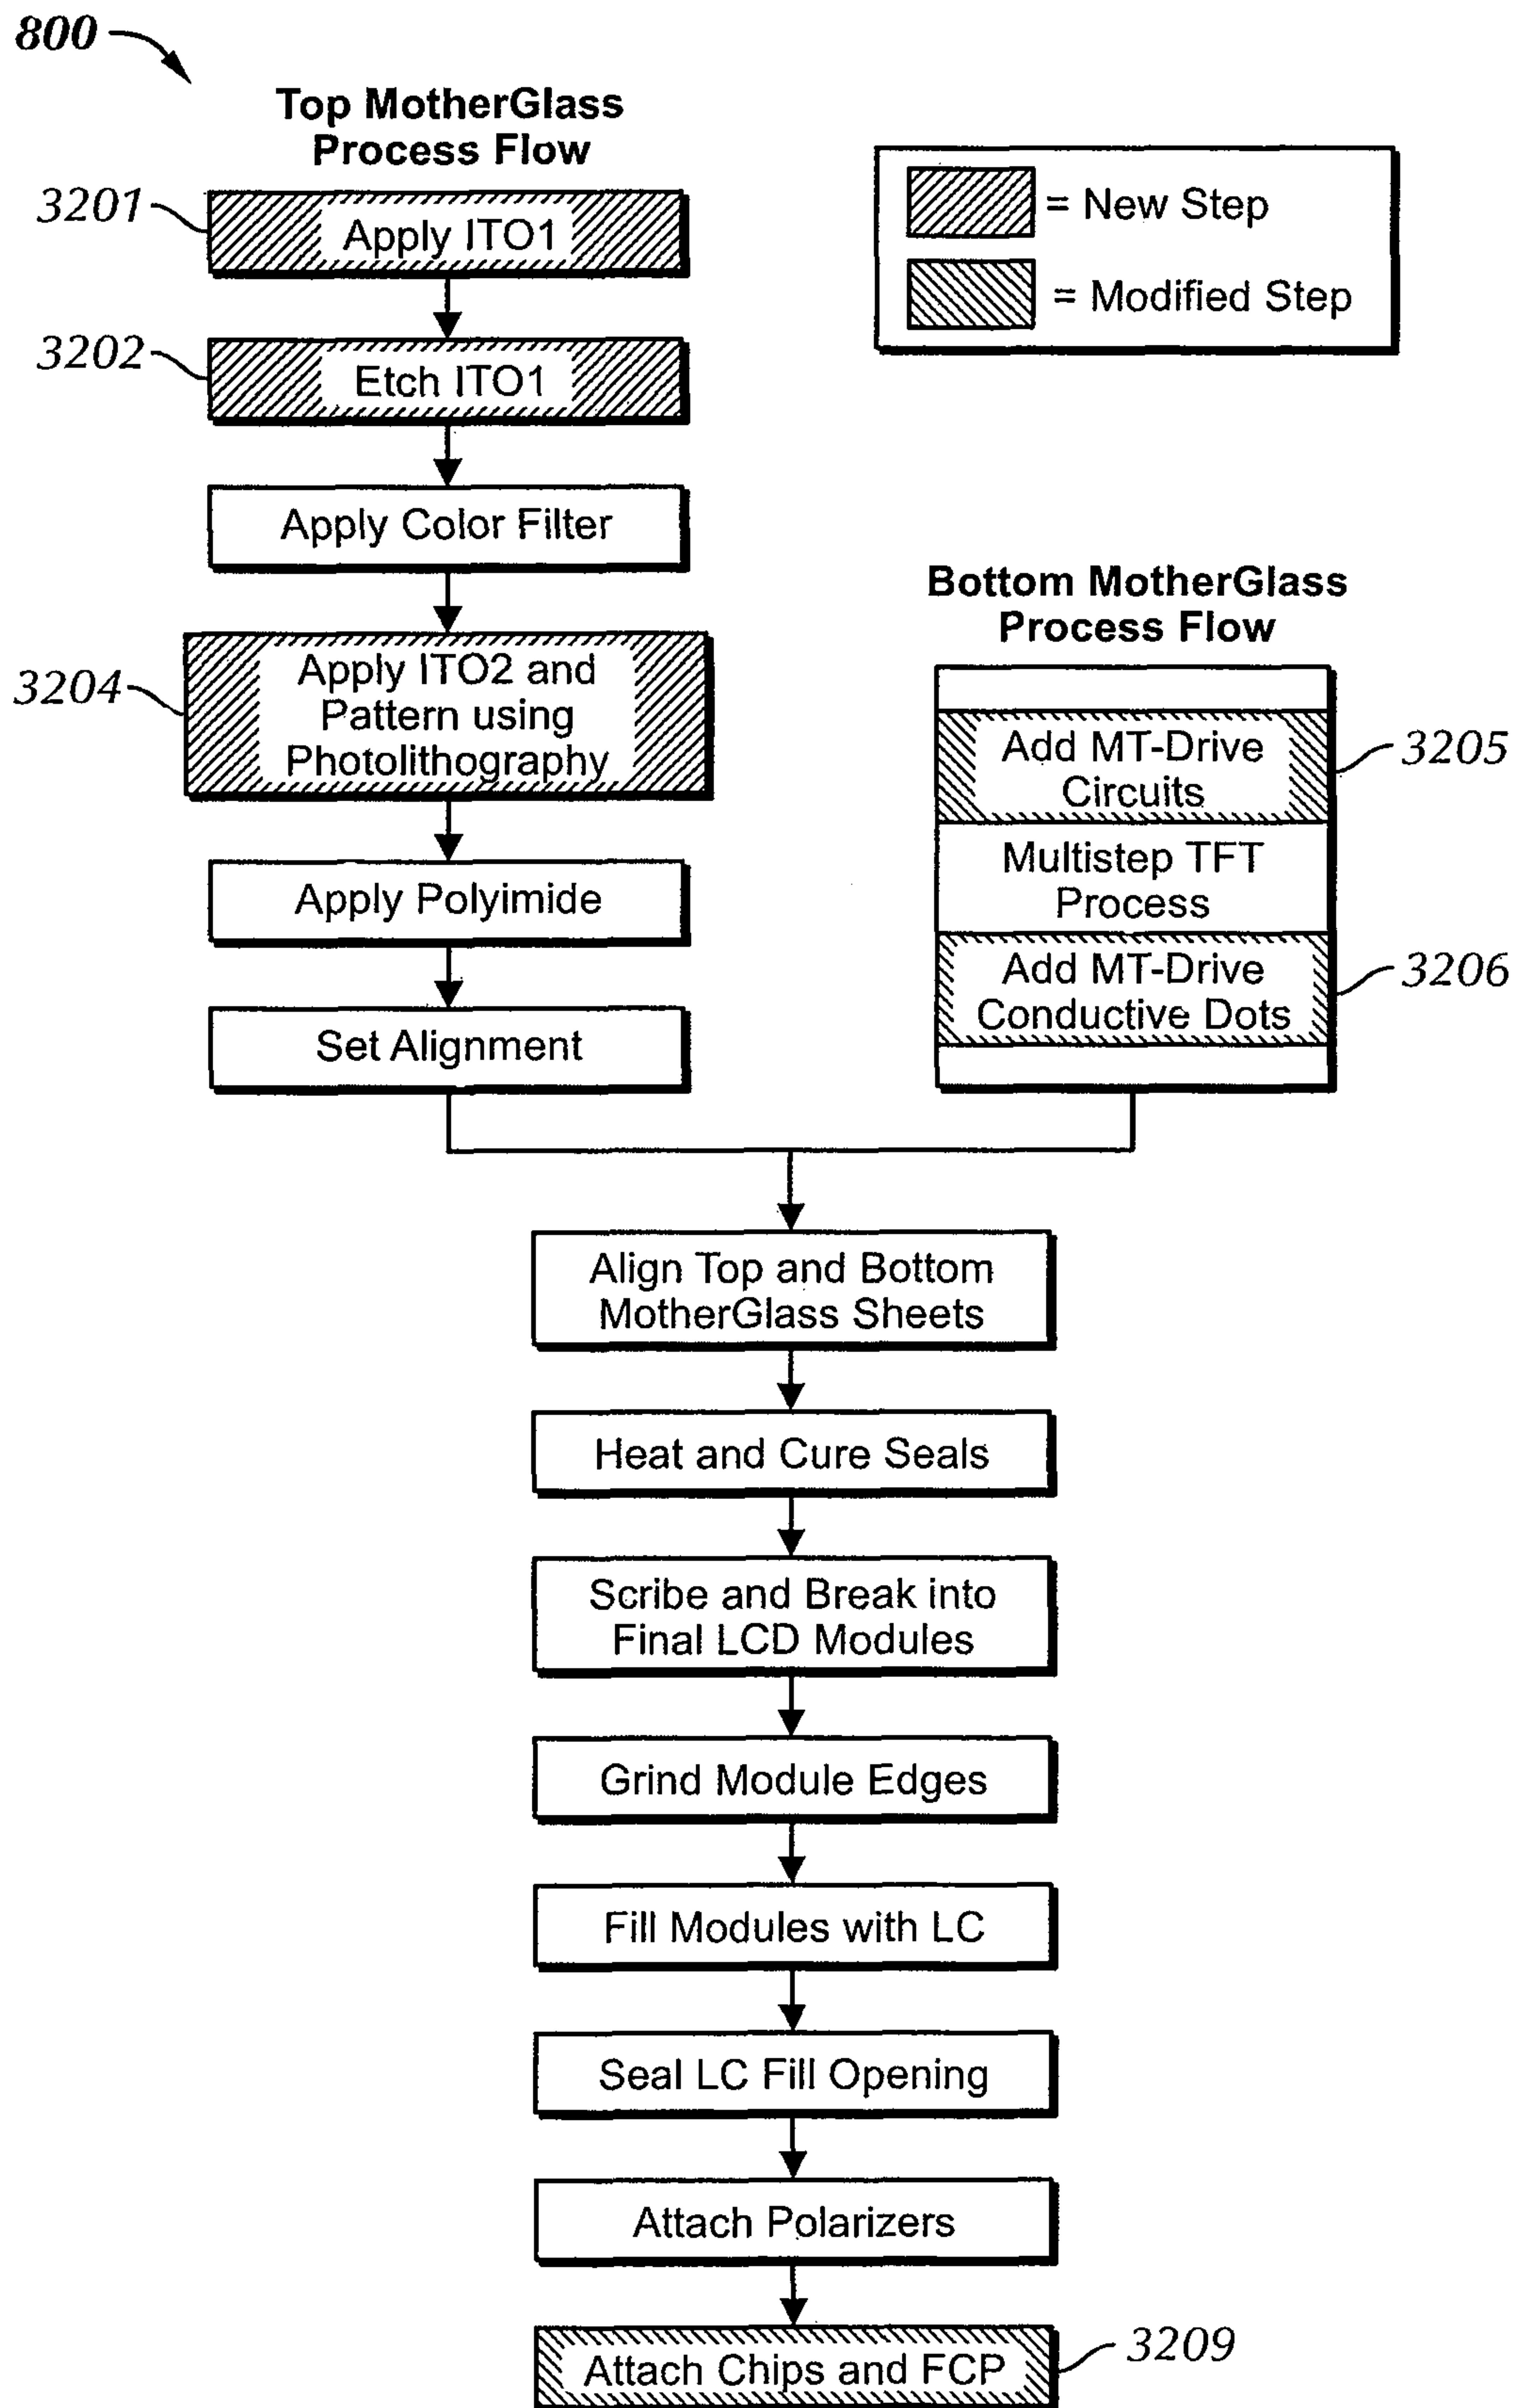 800
Top MotherGlass
Process Flow
3201
Apply ITO1
= New Step
= Modified Step
3202
Etch ITO1
Apply Color Filter
3204
Apply ITO2 and
Pattern using
Photolithography
Apply Polyimide
Set Alignment
Bottom MotherGlass
Process Flow
Add MT-Drive
Circuits
3205
Multistep TFT
Process
Add MT-Drive
Conductive Dots
3206
Align Top and Bottom
MotherGlass Sheets
Heat and Cure Seals
Scribe and Break into
Final LCD Modules
Grind Module Edges
Fill Modules with LC
Seal LC Fill Opening
Attach Polarizers
Attach Chips and FCP
3209